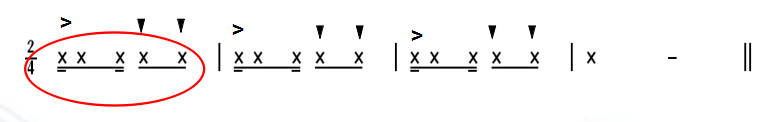 > ▼ ▼ > ▼ ▼ > ▼ ▼
2/4 x x x x x | x x x x x | x x x x x | x – ‖